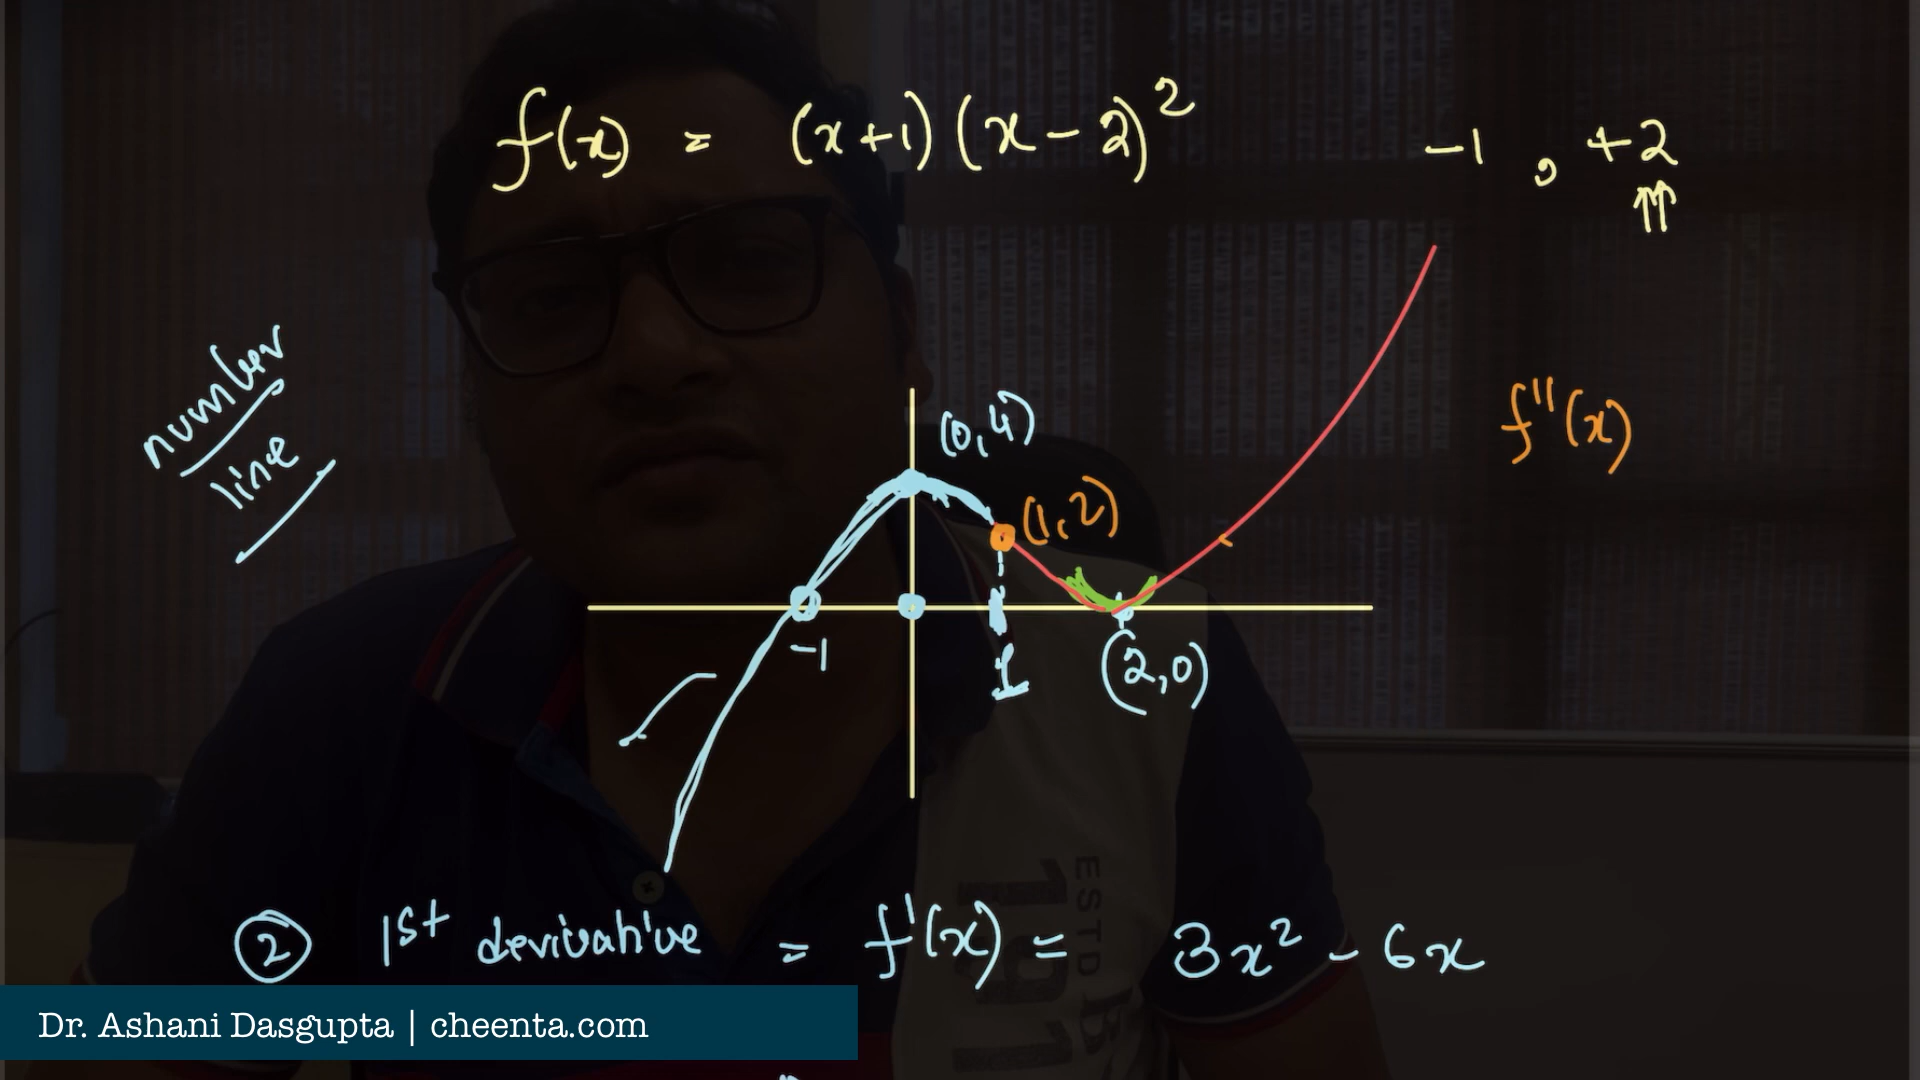 f(x) = (x+1)(x-2)² -1, +2
number
line
f''(x)
(0,4)
(1,2)
-1
1
(2,0)
② 1st derivative = f'(x) = 3x² - 6x
ESTD
Dr. Ashani Dasgupta | cheenta.com